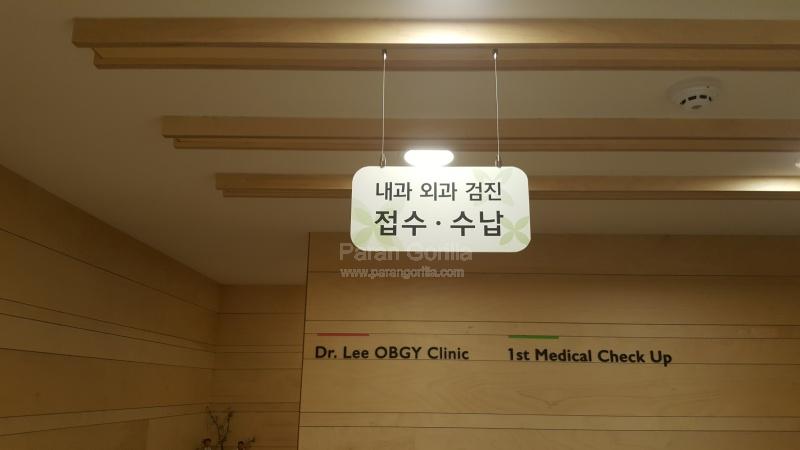 내과 외과 검진
접수 · 수납
Paran Gorilla
www.parangorilla.com
Dr. Lee OBGY Clinic
1st Medical Check Up